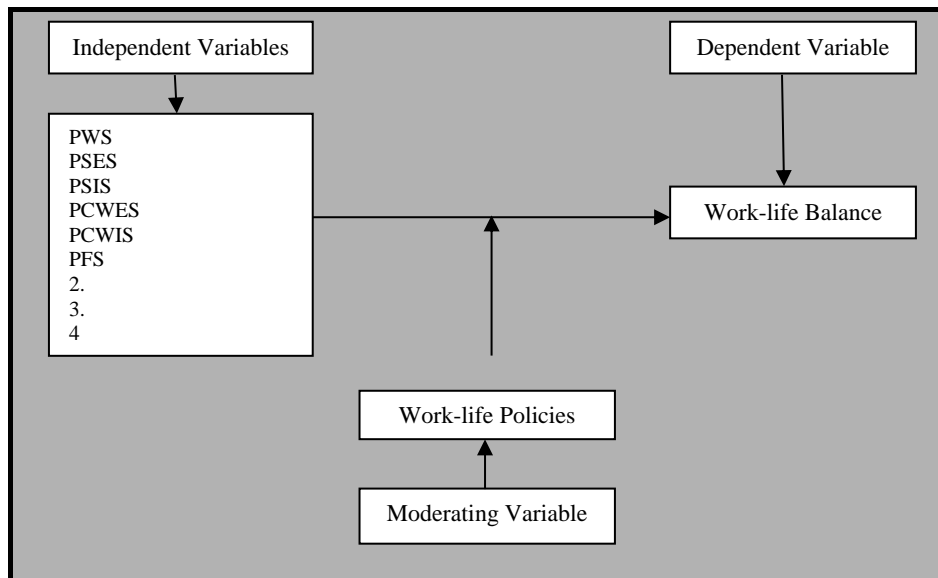 Independent Variables
Dependent Variable
PWS
PSES
PSIS
PCWES
PCWIS
PFS
2.
3.
4
Work-life Balance
Work-life Policies
Moderating Variable